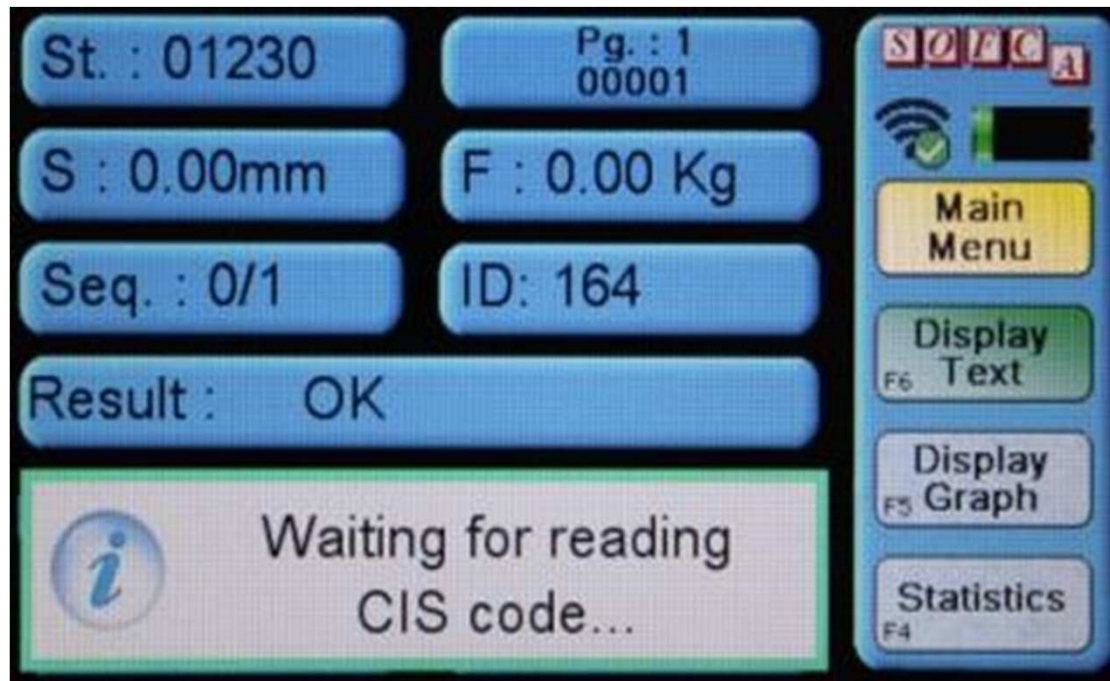 St. : 01230
Pg. : 1
00001
S : 0.00mm
F : 0.00 Kg
Seq. : 0/1
ID: 164
Result : OK
i
Waiting for reading
CIS code...
SOFCA
Main
Menu
Display
F6 Text
Display
F5 Graph
Statistics
F4